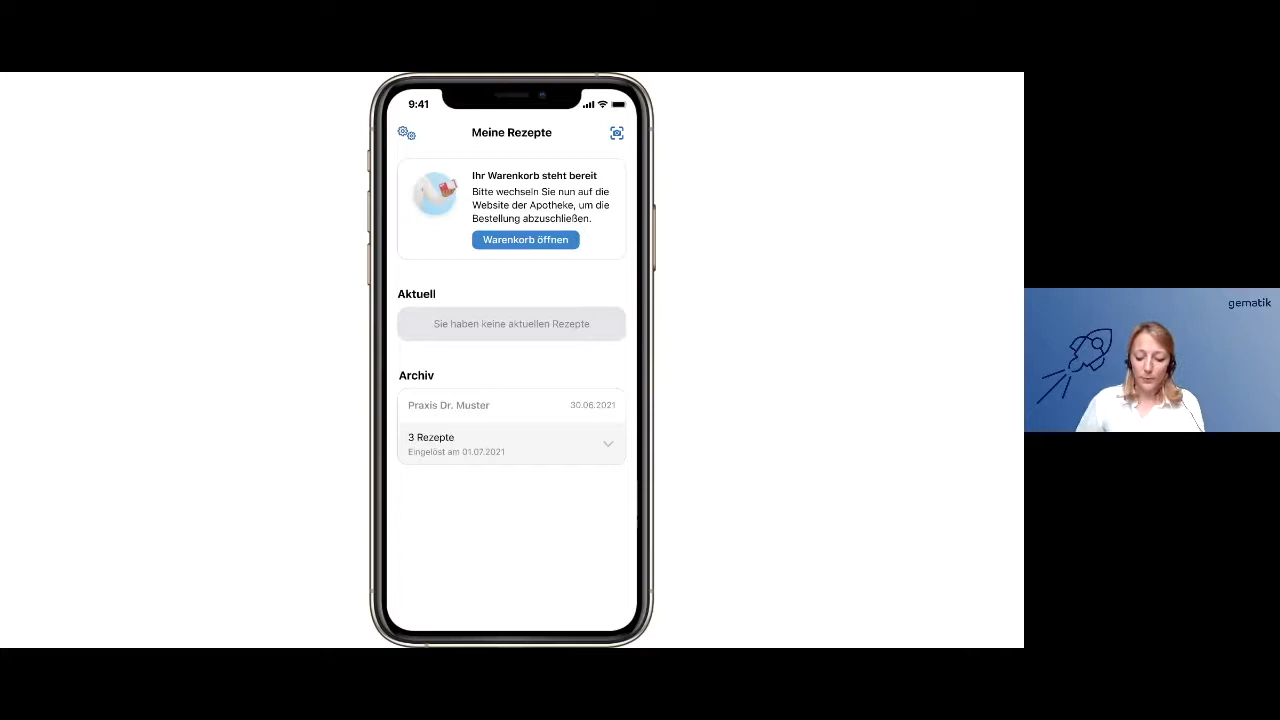 9:41
Meine Rezepte
Ihr Warenkorb steht bereit
Bitte wechseln Sie nun auf die
Website der Apotheke, um die
Bestellung abzuschließen.
Warenkorb öffnen
Aktuell
Sie haben keine aktuellen Rezepte
Archiv
Praxis Dr. Muster 30.06.2021
3 Rezepte
Eingelöst am 01.07.2021
gematik